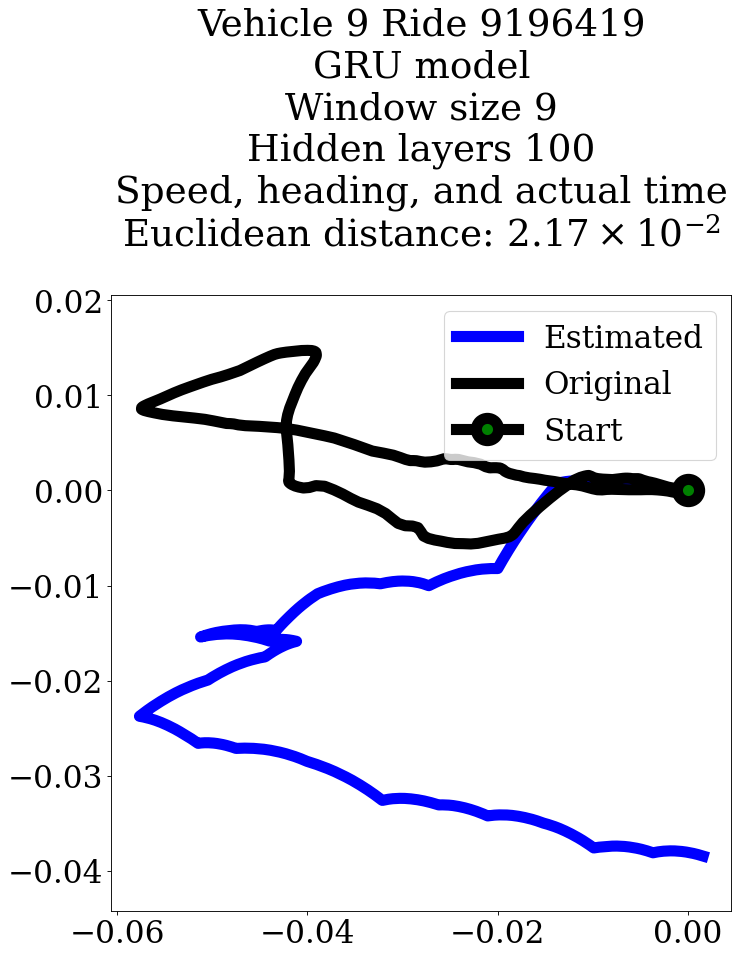 Vehicle 9 Ride 9196419
GRU model
Window size 9
Hidden layers 100
Speed, heading, and actual time
Euclidean distance: 2.17 × 10⁻²
Estimated
Original
Start
0.02
0.01
0.00
−0.01
−0.02
−0.03
−0.04
−0.06 −0.04 −0.02 0.00